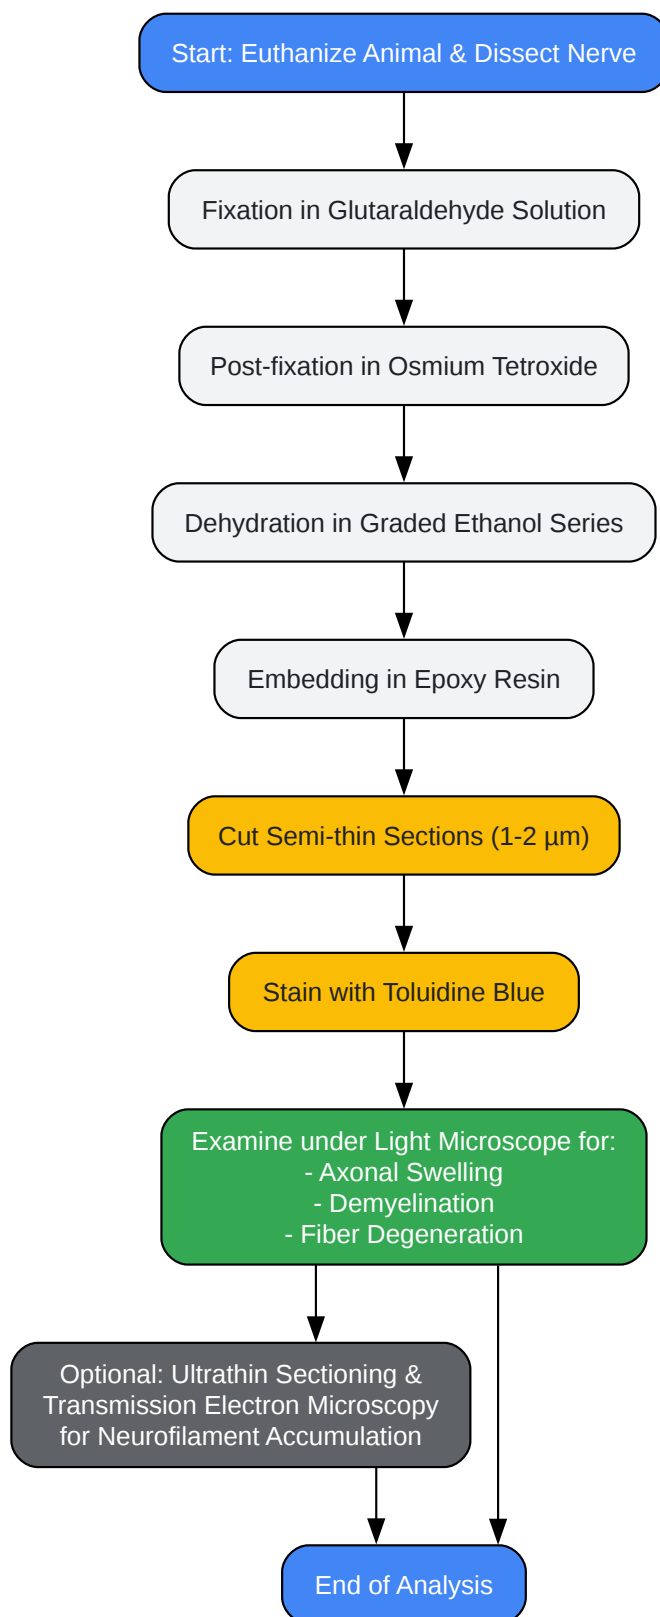 Start: Euthanize Animal & Dissect Nerve
Fixation in Glutaraldehyde Solution
Post-fixation in Osmium Tetroxide
Dehydration in Graded Ethanol Series
Embedding in Epoxy Resin
Cut Semi-thin Sections (1-2 µm)
Stain with Toluidine Blue
Examine under Light Microscope for:
- Axonal Swelling
- Demyelination
- Fiber Degeneration
Optional: Ultrathin Sectioning &
Transmission Electron Microscopy
for Neurofilament Accumulation
End of Analysis